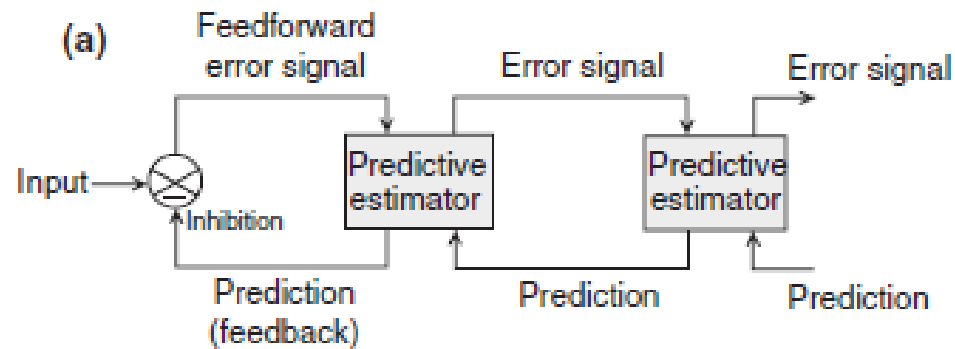 (a)
Feedforward
error signal
Error signal
Error signal
Input
Predictive
estimator
Predictive
estimator
Inhibition
Prediction
(feedback)
Prediction
Prediction